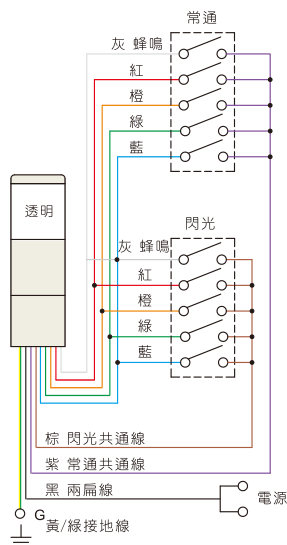 常通
灰 蜂鳴
紅
橙
綠
藍
透明
閃光
灰 蜂鳴
紅
橙
綠
藍
棕 閃光共通線
紫 常通共通線
黑 兩扁線
電源
G
黃/綠接地線